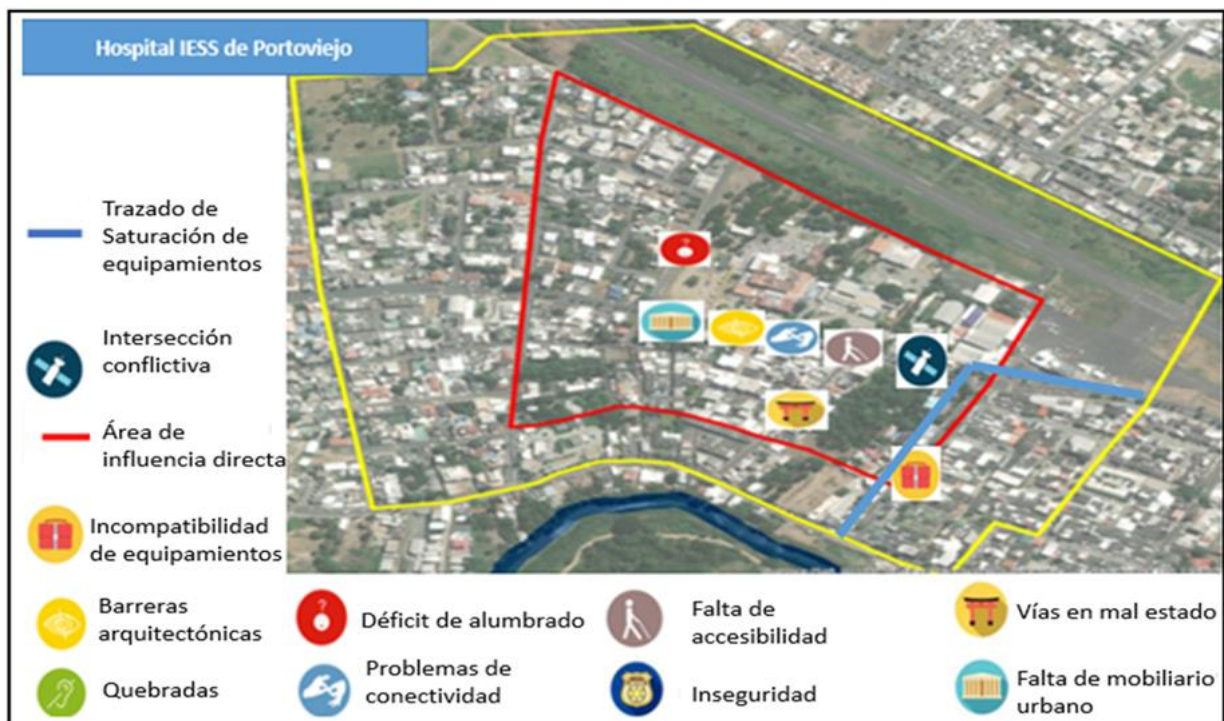 Hospital IESS de Portoviejo
Trazado de
Saturación de
equipamientos
Intersección
conflictiva
Área de
influencia directa
Incompatibilidad
de equipamientos
Barreras
arquitectónicas
Quebradas
Déficit de alumbrado
Problemas de
conectividad
Falta de
accesibilidad
Inseguridad
Vías en mal estado
Falta de mobiliario
urbano